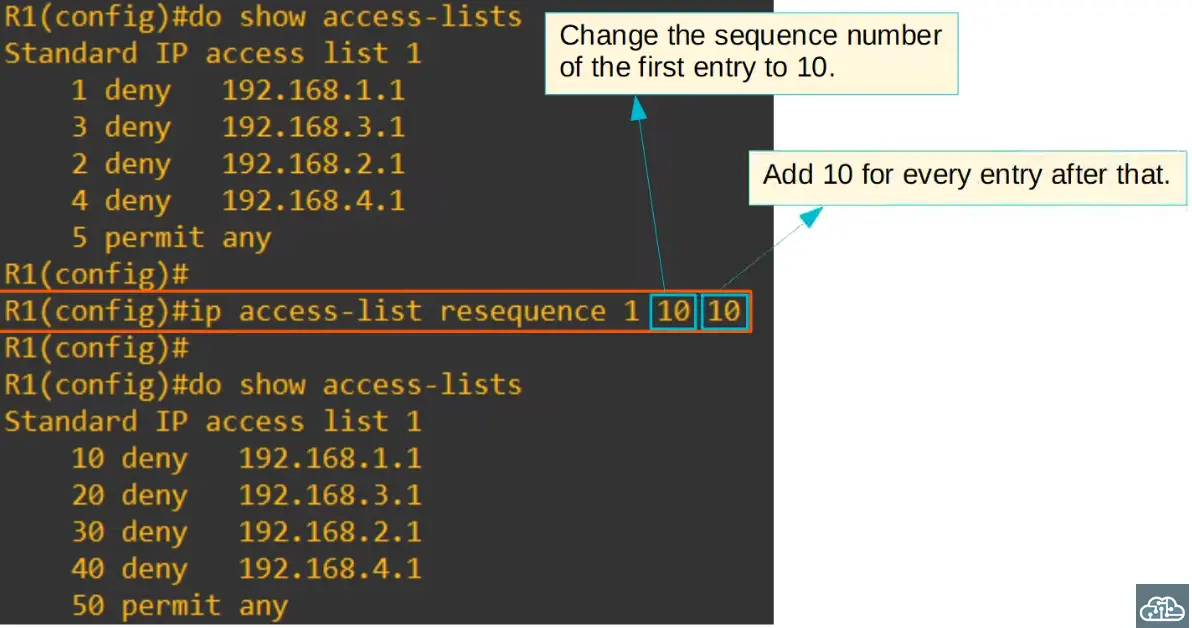 R1(config)#do show access-lists
Standard IP access list 1
1 deny 192.168.1.1
3 deny 192.168.3.1
2 deny 192.168.2.1
4 deny 192.168.4.1
5 permit any
R1(config)#
R1(config)#ip access-list resequence 1 10 10
R1(config)#
R1(config)#do show access-lists
Standard IP access list 1
10 deny 192.168.1.1
20 deny 192.168.3.1
30 deny 192.168.2.1
40 deny 192.168.4.1
50 permit any
Change the sequence number
of the first entry to 10.
Add 10 for every entry after that.